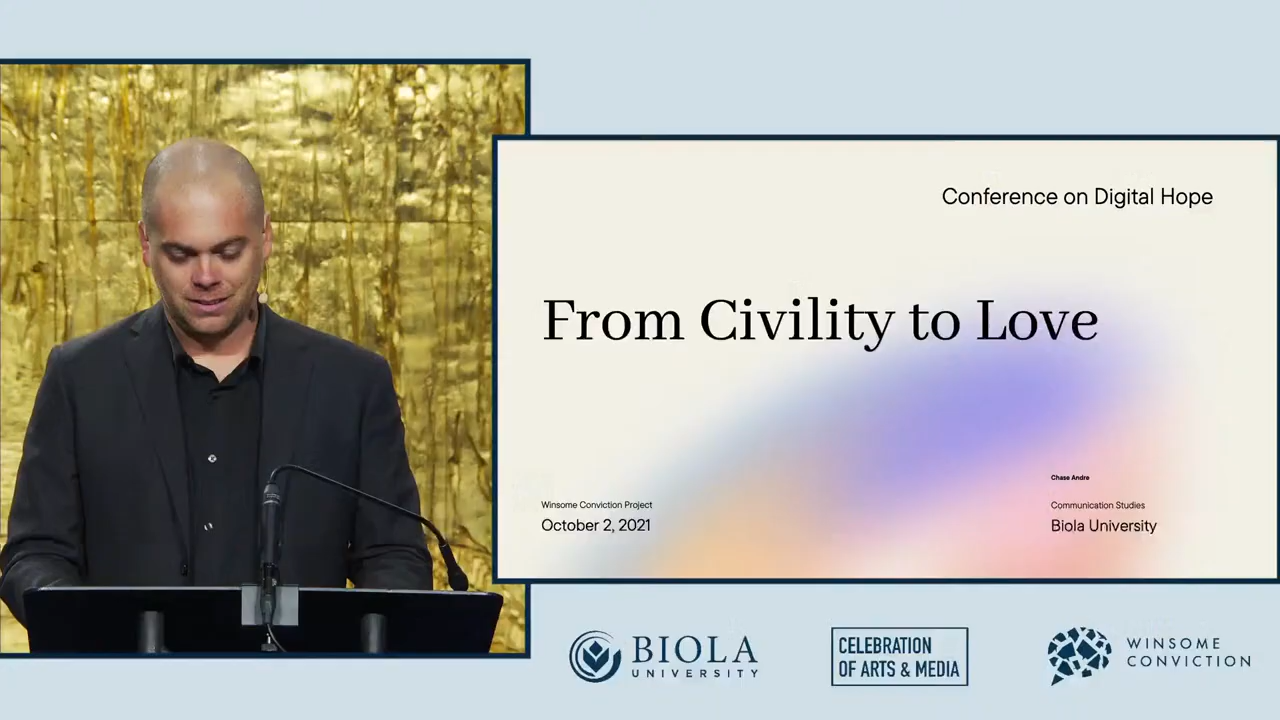 Conference on Digital Hope
From Civility to Love
Chase Andre
Winsome Conviction Project
Communication Studies
October 2, 2021
Biola University
BIOLA
UNIVERSITY
CELEBRATION
OF ARTS & MEDIA
WINSOME
CONVICTION